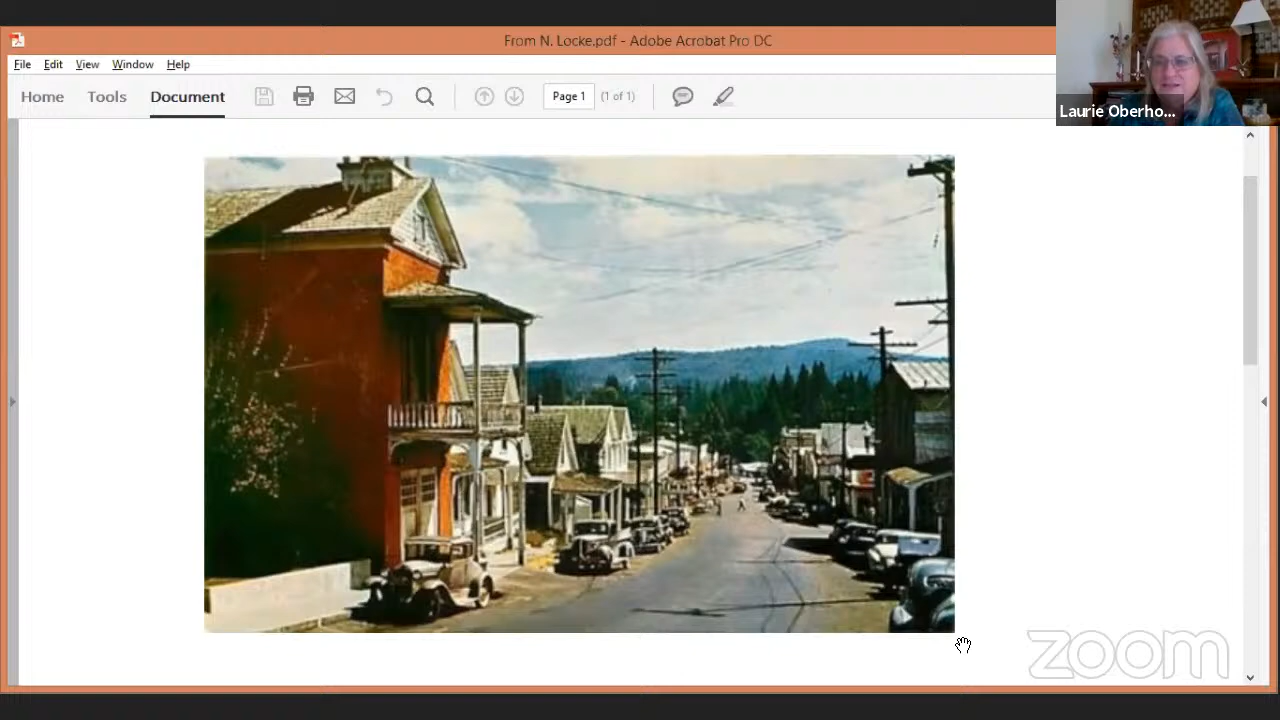 From N. Locke.pdf - Adobe Acrobat Pro DC
File Edit View Window Help
Home Tools Document Page 1 (1 of 1)
Laurie Oberho...
zoom